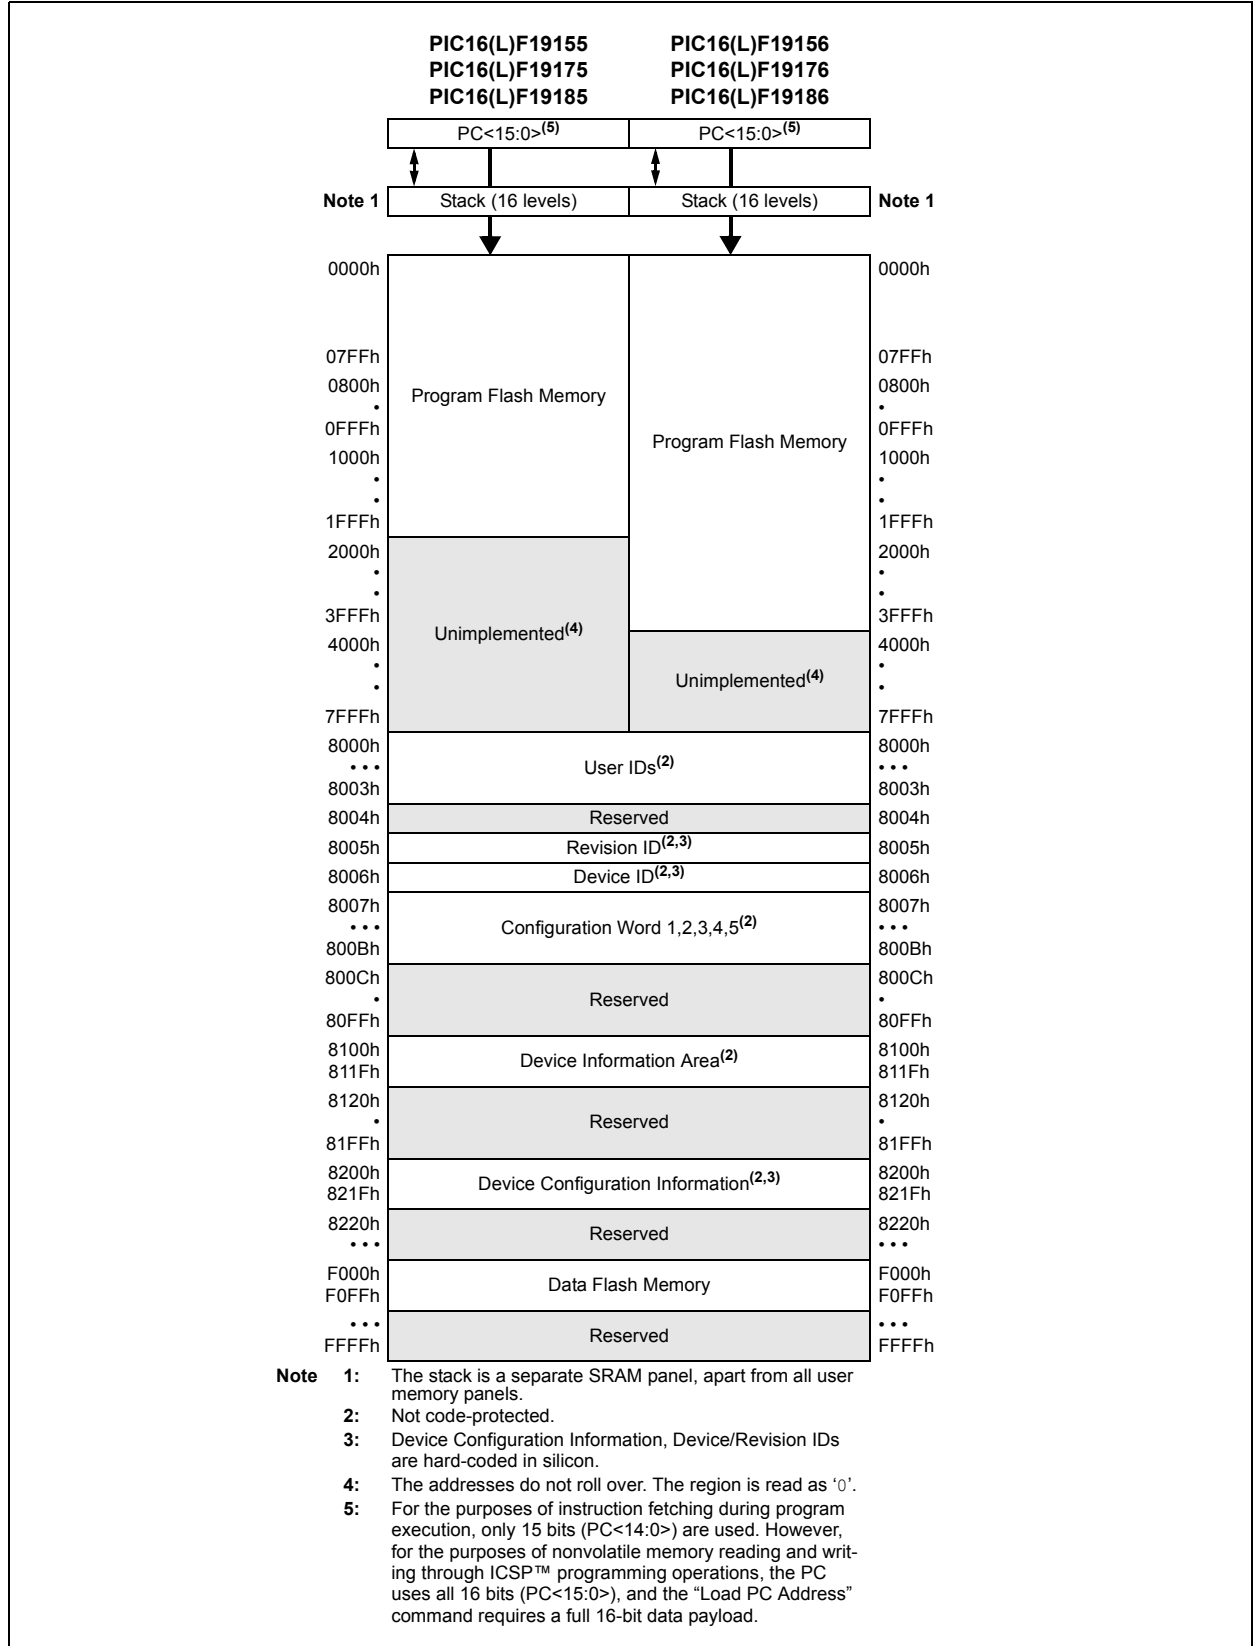 PIC16(L)F19155 PIC16(L)F19156
PIC16(L)F19175 PIC16(L)F19176
PIC16(L)F19185 PIC16(L)F19186
PC<15:0>(5) PC<15:0>(5)
Note 1 Stack (16 levels) Stack (16 levels) Note 1
0000h 0000h
07FFh 07FFh
0800h Program Flash Memory 0800h
• •
0FFFh 0FFFh
Program Flash Memory
1000h 1000h
• •
• •
1FFFh 1FFFh
2000h 2000h
• •
• •
3FFFh 3FFFh
Unimplemented(4)
4000h 4000h
• •
Unimplemented(4)
• •
7FFFh 7FFFh
8000h 8000h
• • • User IDs(2) • • •
8003h 8003h
8004h Reserved 8004h
8005h Revision ID(2,3) 8005h
8006h Device ID(2,3) 8006h
8007h 8007h
• • • Configuration Word 1,2,3,4,5(2) • • •
800Bh 800Bh
800Ch 800Ch
• Reserved •
80FFh 80FFh
8100h 8100h
Device Information Area(2)
811Fh 811Fh
8120h 8120h
• Reserved •
81FFh 81FFh
8200h 8200h
Device Configuration Information(2,3)
821Fh 821Fh
8220h 8220h
Reserved
• • • • • •
F000h F000h
Data Flash Memory
F0FFh F0FFh
• • • • • •
Reserved
FFFFh FFFFh
Note 1: The stack is a separate SRAM panel, apart from all user
memory panels.
2: Not code-protected.
3: Device Configuration Information, Device/Revision IDs
are hard-coded in silicon.
4: The addresses do not roll over. The region is read as ‘0’.
5: For the purposes of instruction fetching during program
execution, only 15 bits (PC<14:0>) are used. However,
for the purposes of nonvolatile memory reading and writ-
ing through ICSP™ programming operations, the PC
uses all 16 bits (PC<15:0>), and the “Load PC Address”
command requires a full 16-bit data payload.